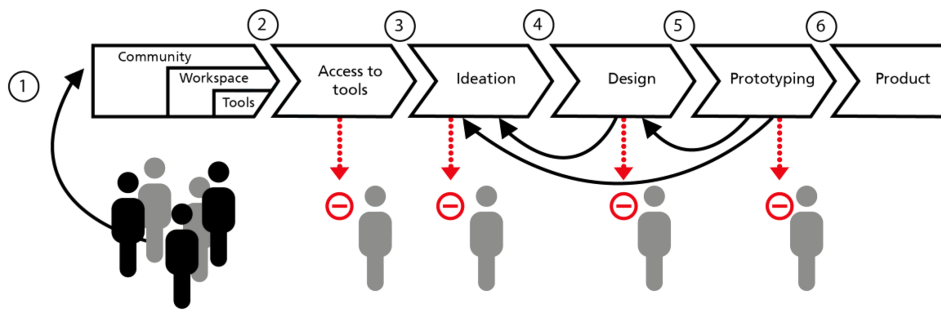 1
2
3
4
5
6
Community
Workspace
Tools
Access to
tools
Ideation
Design
Prototyping
Product